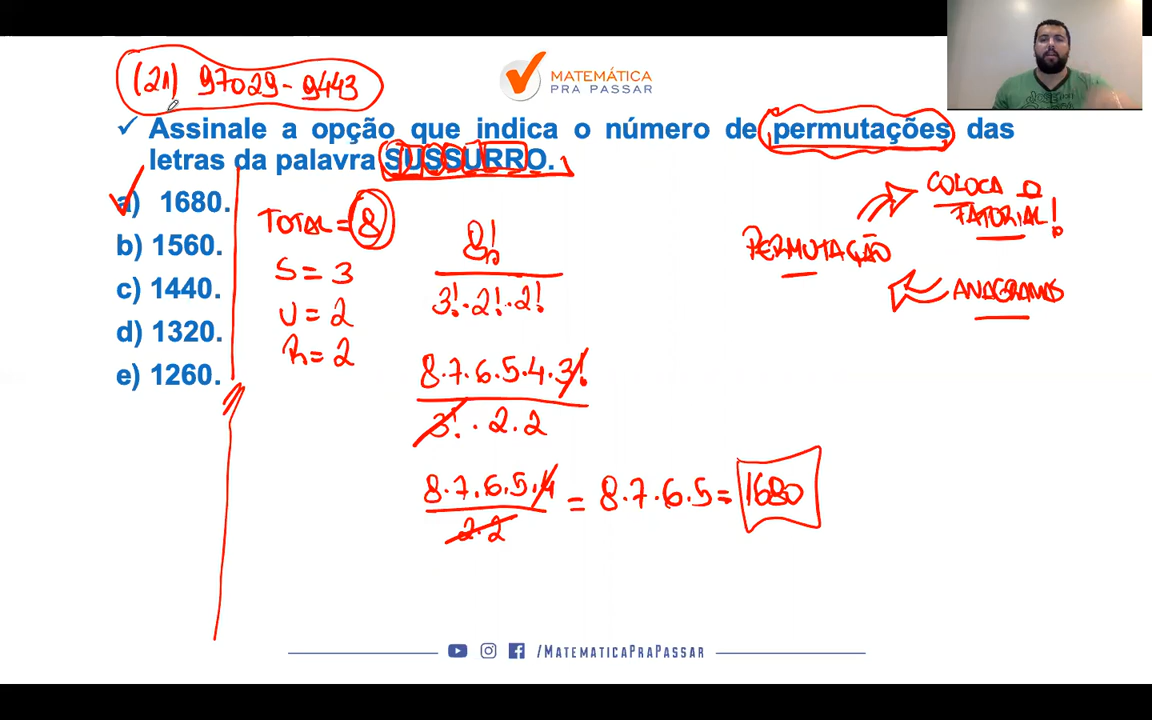 (21) 97029-9443
MATEMÁTICA
PRA PASSAR
✓ Assinale a opção que indica o número de permutações das
letras da palavra SUSSURRO.
a) 1680.
b) 1560.
c) 1440.
d) 1320.
e) 1260.
TOTAL = 8
S = 3
U = 2
R = 2
8!
3!·2!·2!
8·7·6·5·4·3!
3!·2·2
8·7·6·5·4
2·2
= 8·7·6·5 = 1680
PERMUTAÇÃO
COLOCA O
FATORIAL!
ANAGRAMAS
/MATEMATICAPRAPASSAR